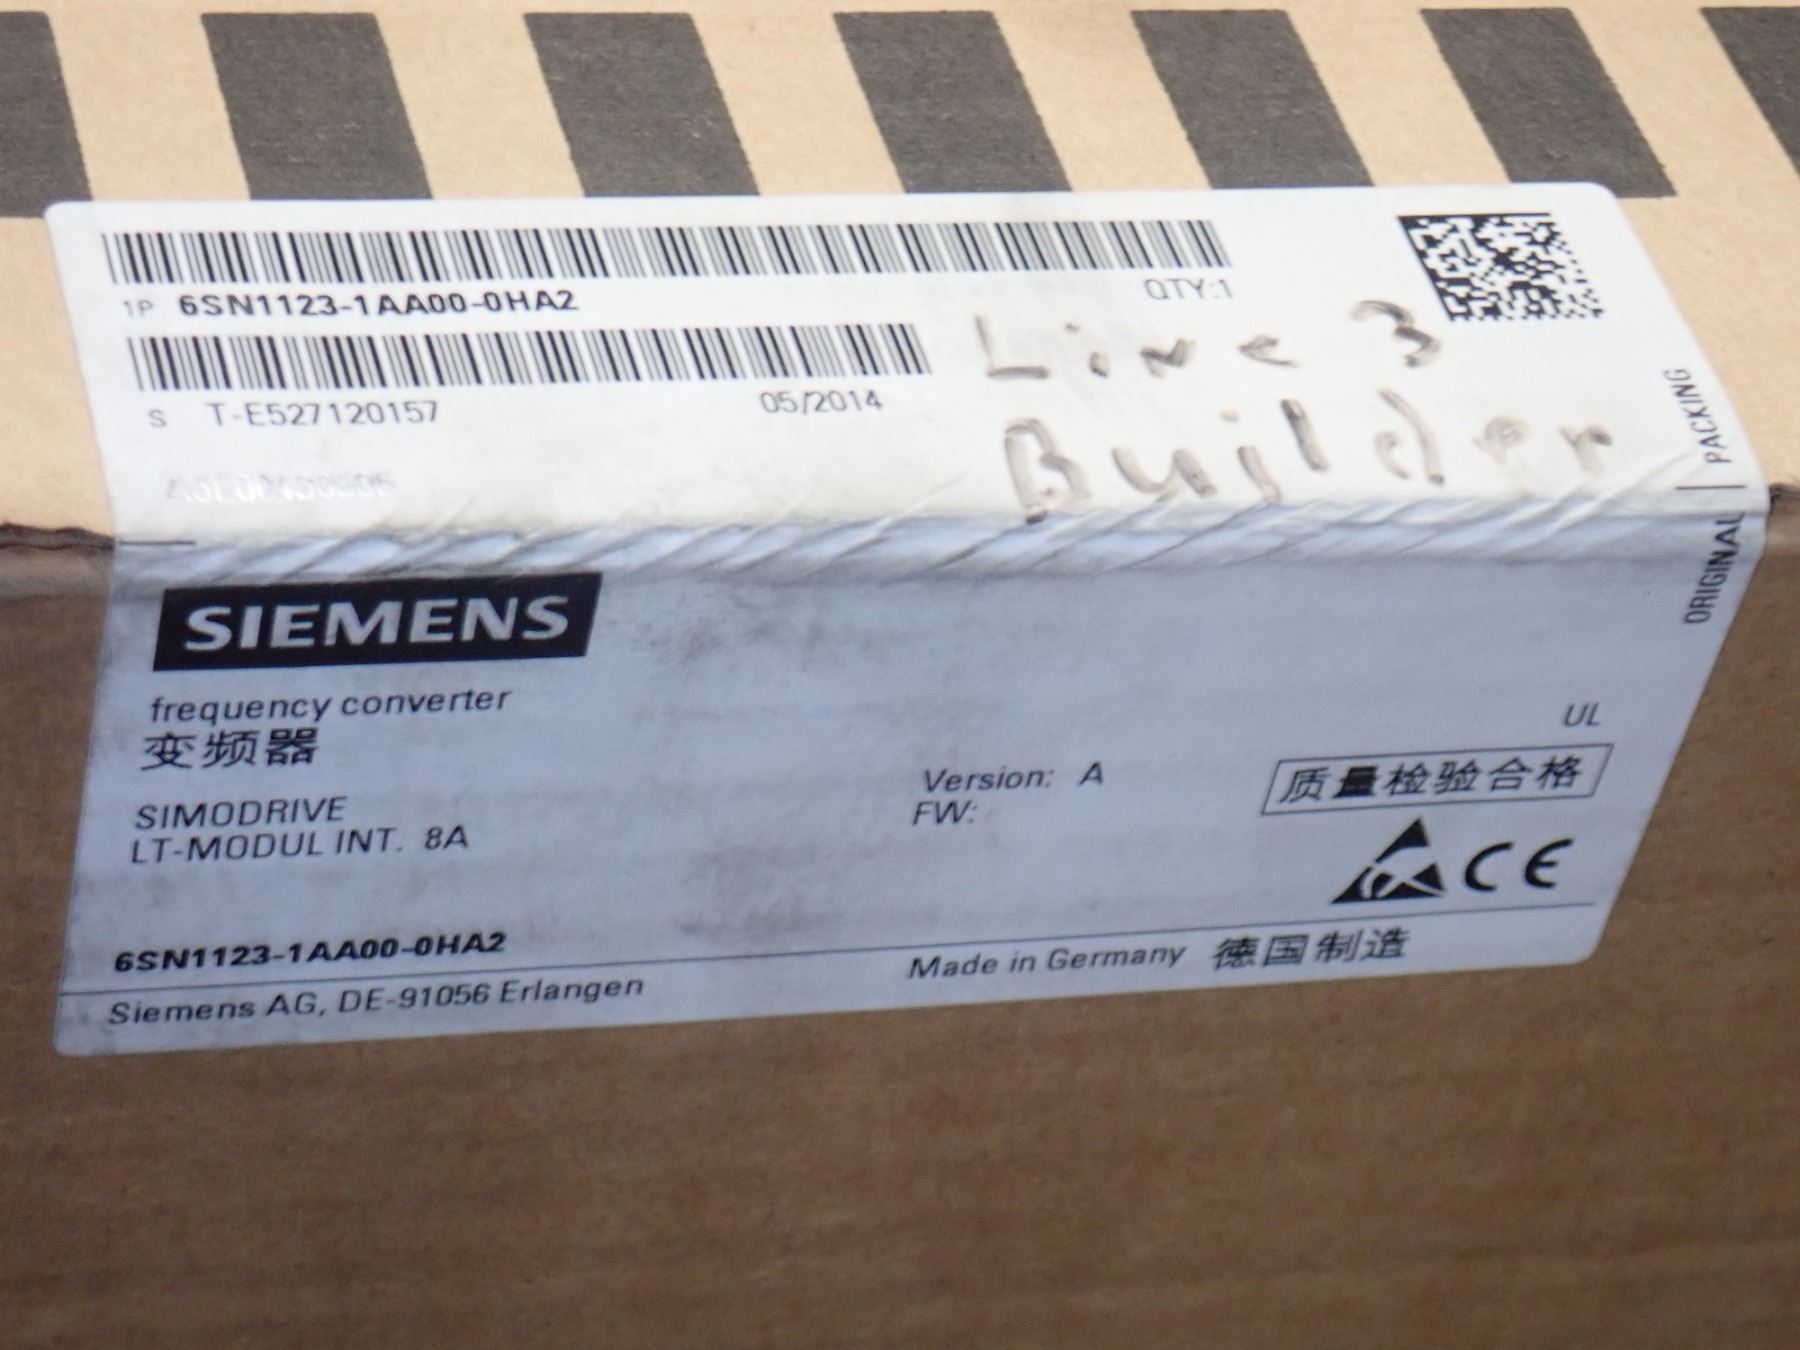 1P 6SN1123-1AA00-0HA2
QTY:1
S T-E527120157
05/2014
Line 3
Builder
ORIGINAL | PACKING
SIEMENS
frequency converter
变频器
SIMODRIVE
LT-MODUL INT. 8A
Version: A
FW:
UL
质量检验合格
CE
6SN1123-1AA00-0HA2
Siemens AG, DE-91056 Erlangen
Made in Germany 德国制造